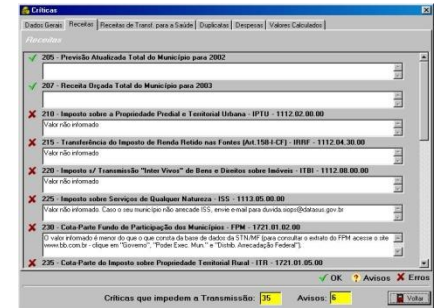 Críticas
Dados Gerais Receitas Receitas de Transf. para a Saúde Duplicatas Despesas Valores Calculados
Receitas
205 - Previsão Atualizada Total do Município para 2002
207 - Receita Orçada Total do Município para 2003
210 - Imposto sobre a Propriedade Predial e Territorial Urbana - IPTU - 1112.02.00.00
Valor não informado
215 - Transferência do Imposto de Renda Retido nas Fontes (Art.158-I-CF) - IRRF - 1112.04.30.00
Valor não informado
220 - Imposto s/ Transmissão "Inter Vivos" de Bens e Direitos sobre Imóveis - ITBI - 1112.08.00.00
Valor não informado
225 - Imposto sobre Serviços de Qualquer Natureza - ISS - 1113.05.00.00
Valor não informado. Caso o seu município não arrecade ISS, envie e-mail para duvida.siops@datasus.gov.br
230 - Cota-Parte Fundo de Participação dos Municípios - FPM - 1721.01.02.00
O valor informado é menor do que o que consta da base de dados da STN/MF (para consultar o extrato do FPM acesse o site
www.bb.com.br - clique em "Governo", "Poder Exec. Mun." e "Distrib. Arrecadação Federal").
235 - Cota-Parte do Imposto sobre Propriedade Territorial Rural - ITR - 1721.01.05.00
OK ? Avisos X Erros
Críticas que impedem a Transmissão: 35 Avisos: 6 Voltar